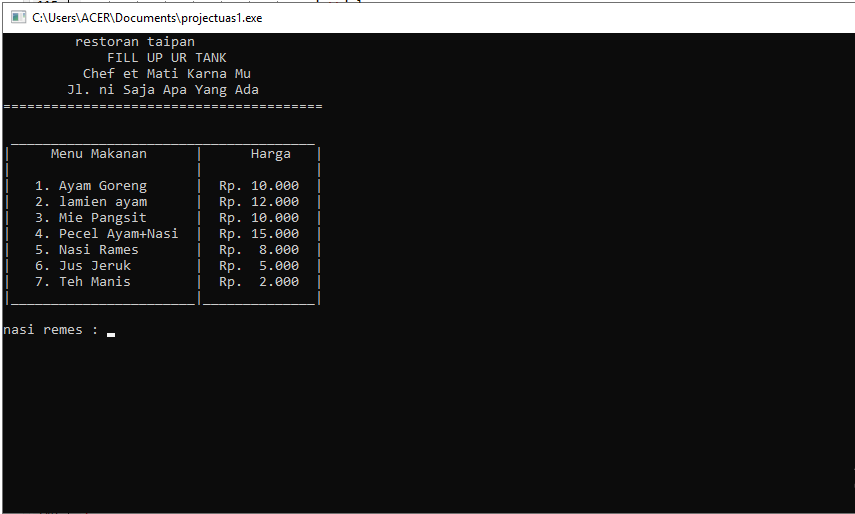 C:\Users\ACER\Documents\projectuas1.exe
restoran taipan
FILL UP UR TANK
Chef et Mati Karna Mu
Jl. ni Saja Apa Yang Ada
========================================
Menu Makanan | Harga
1. Ayam Goreng | Rp. 10.000
2. lamien ayam | Rp. 12.000
3. Mie Pangsit | Rp. 10.000
4. Pecel Ayam+Nasi | Rp. 15.000
5. Nasi Rames | Rp. 8.000
6. Jus Jeruk | Rp. 5.000
7. Teh Manis | Rp. 2.000
nasi remes :